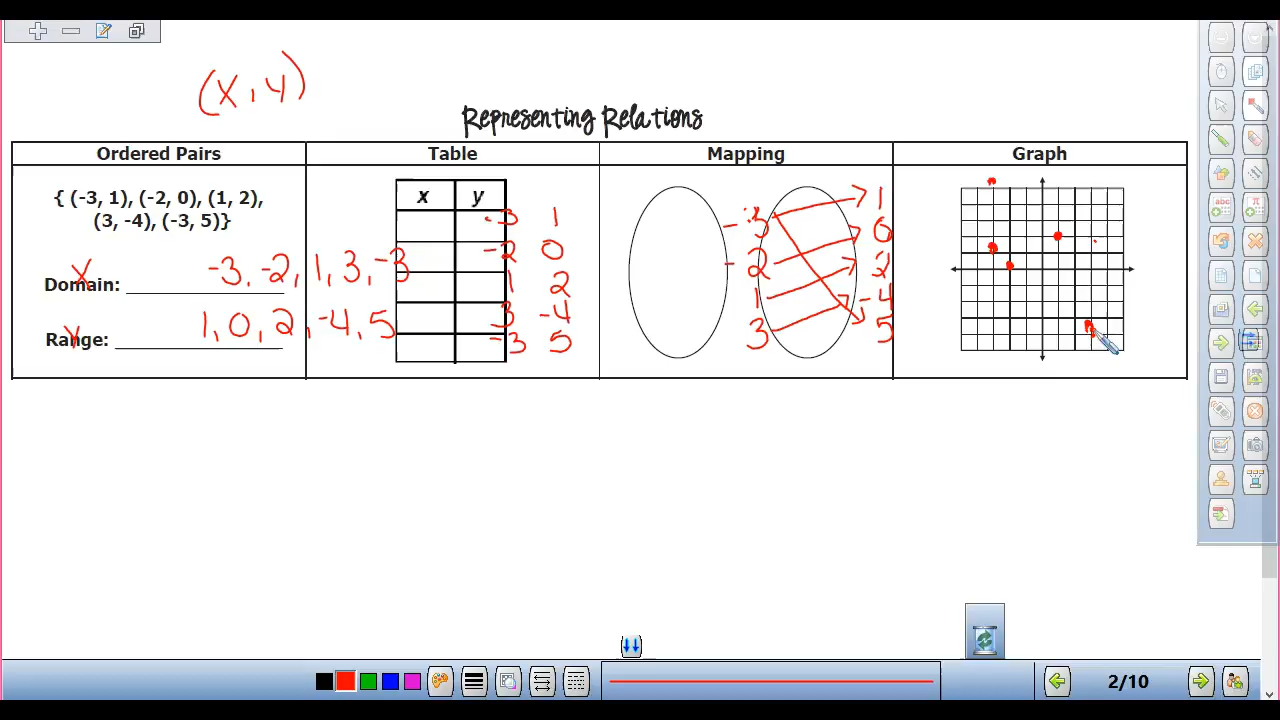 (x, y)
Representing Relations
Ordered Pairs Table Mapping Graph
{ (-3, 1), (-2, 0), (1, 2),
(3, -4), (-3, 5)}
x
Domain: -3, -2, 1, 3, -3
y
Range: 1, 0, 2, -4, 5
x y
-3 1
-2 0
1 2
3 -4
-3 5
-3 1
-2 0
1 2
3 -4
5
abc
π
2/10